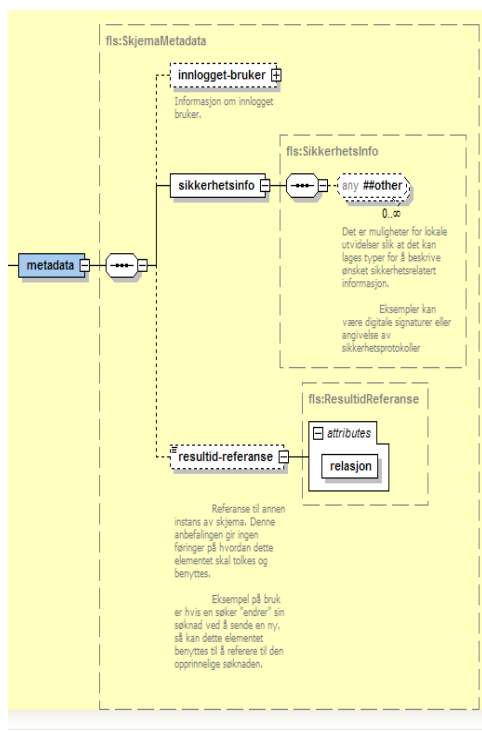 fls:SkjemaMetadata
innlogget-bruker
Informasjon om innlogget
bruker.
fls:SikkerhetsInfo
sikkerhetsinfo
any ##other
0..∞
Det er muligheter for lokale
utvidelser slik at det kan
lages typer for å beskrive
ønsket sikkerhetsrelatert
informasjon.
Eksempler kan
være digitale signaturer eller
angivelse av
sikkerhetsprotokoller
metadata
fls:ResultidReferanse
attributes
resultid-referanse
relasjon
Referanse til annen
instans av skjema. Denne
anbefalingen gir ingen
føringer på hvordan dette
elementet skal tolkes og
benyttes.
Eksempel på bruk
er hvis en søker "endrer" sin
søknad ved å sende en ny,
så kan dette elementet
benyttes til å referere til den
opprinnelige søknaden.